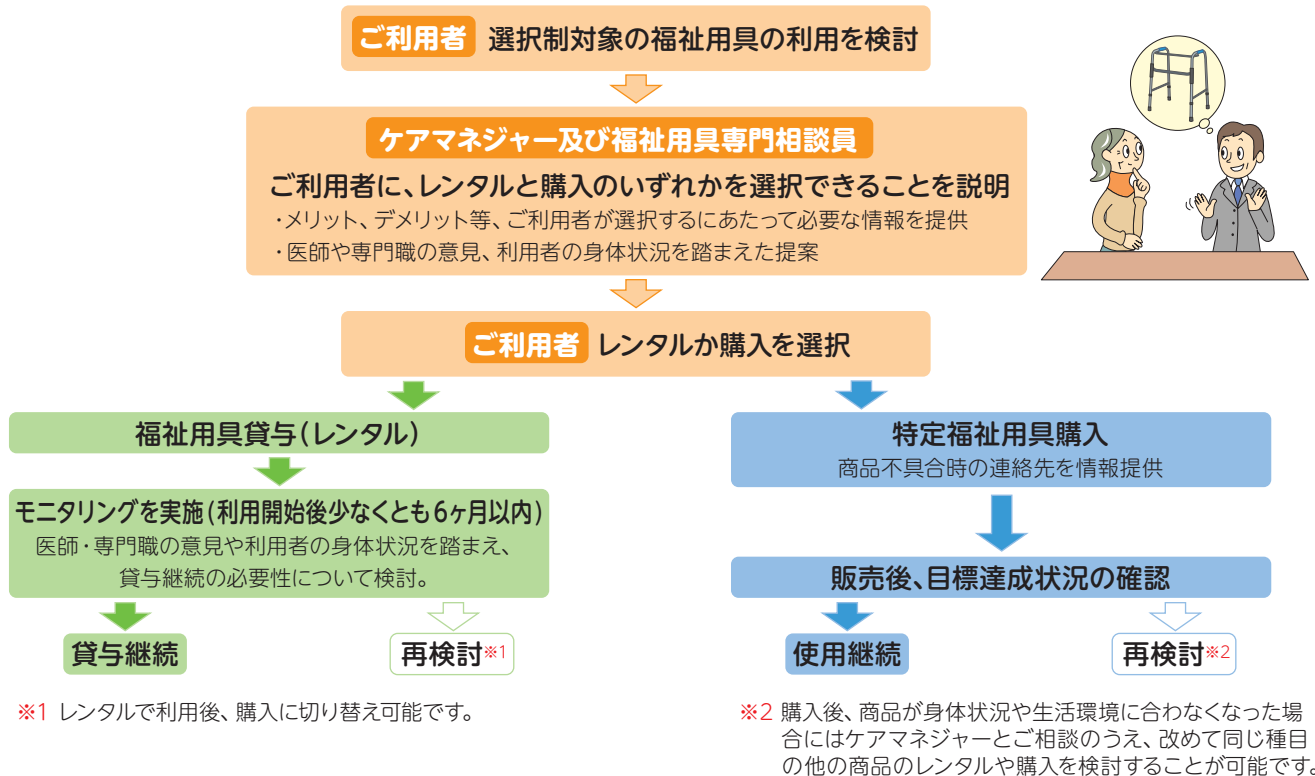 ご利用者 選択制対象の福祉用具の利用を検討
ケアマネジャー及び福祉用具専門相談員
ご利用者に、レンタルと購入のいずれかを選択できることを説明
・メリット、デメリット等、ご利用者が選択するにあたって必要な情報を提供
・医師や専門職の意見、利用者の身体状況を踏まえた提案
ご利用者 レンタルか購入を選択
福祉用具貸与(レンタル)
モニタリングを実施(利用開始後少なくとも6ヶ月以内)
医師・専門職の意見や利用者の身体状況を踏まえ、
貸与継続の必要性について検討。
貸与継続
再検討※1
※1 レンタルで利用後、購入に切り替え可能です。
特定福祉用具購入
商品不具合時の連絡先を情報提供
販売後、目標達成状況の確認
使用継続
再検討※2
※2 購入後、商品が身体状況や生活環境に合わなくなった場
合にはケアマネジャーとご相談のうえ、改めて同じ種目
の他の商品のレンタルや購入を検討することが可能です。